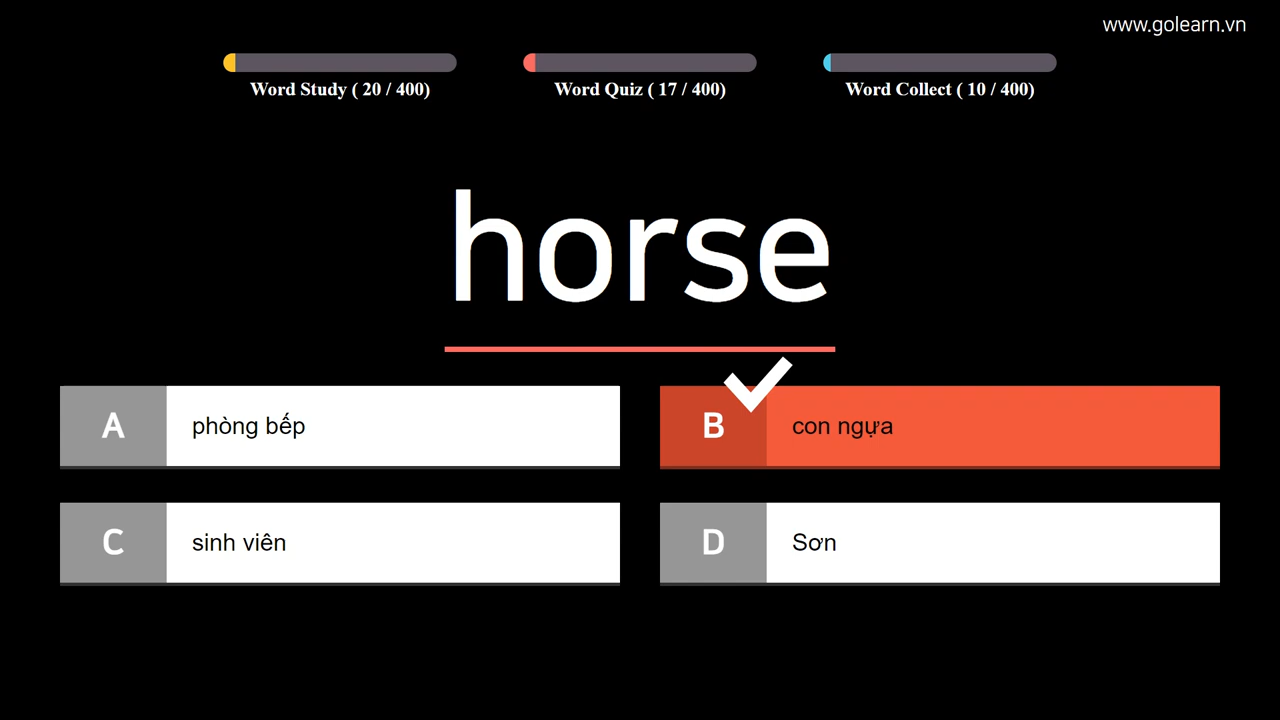 www.golearn.vn
Word Study ( 20 / 400)
Word Quiz ( 17 / 400)
Word Collect ( 10 / 400)
horse
A phòng bếp
B con ngựa
C sinh viên
D Sơn